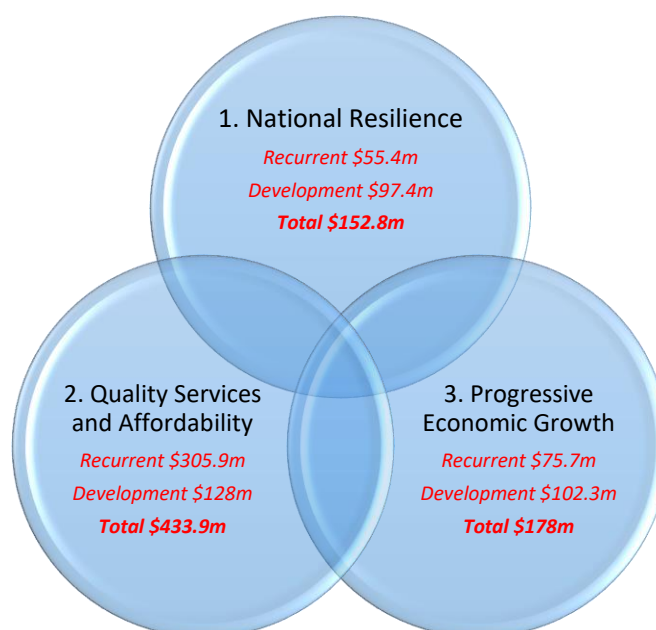 1. National Resilience
Recurrent $55.4m
Development $97.4m
Total $152.8m
2. Quality Services
and Affordability
Recurrent $305.9m
Development $128m
Total $433.9m
3. Progressive
Economic Growth
Recurrent $75.7m
Development $102.3m
Total $178m